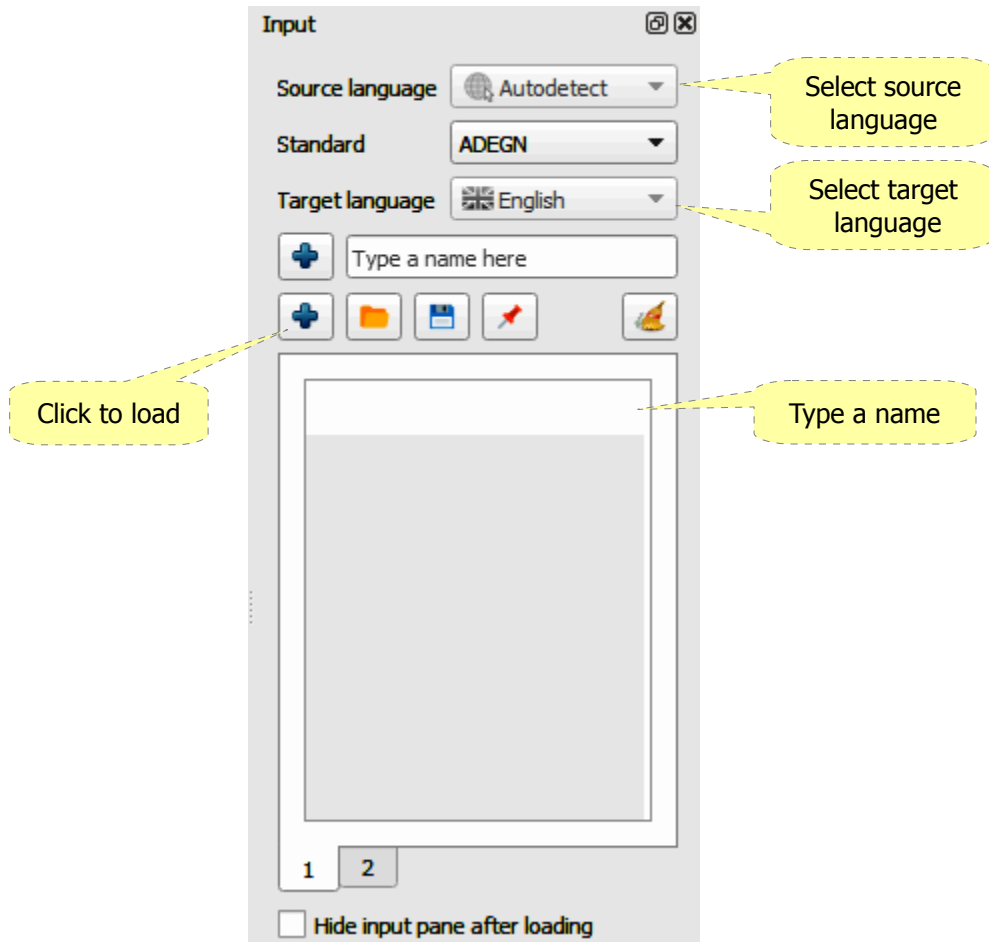 Input
Source language Autodetect
Select source
language
Standard ADEGN
Target language English
Select target
language
Type a name here
Click to load
Type a name
1 2
Hide input pane after loading